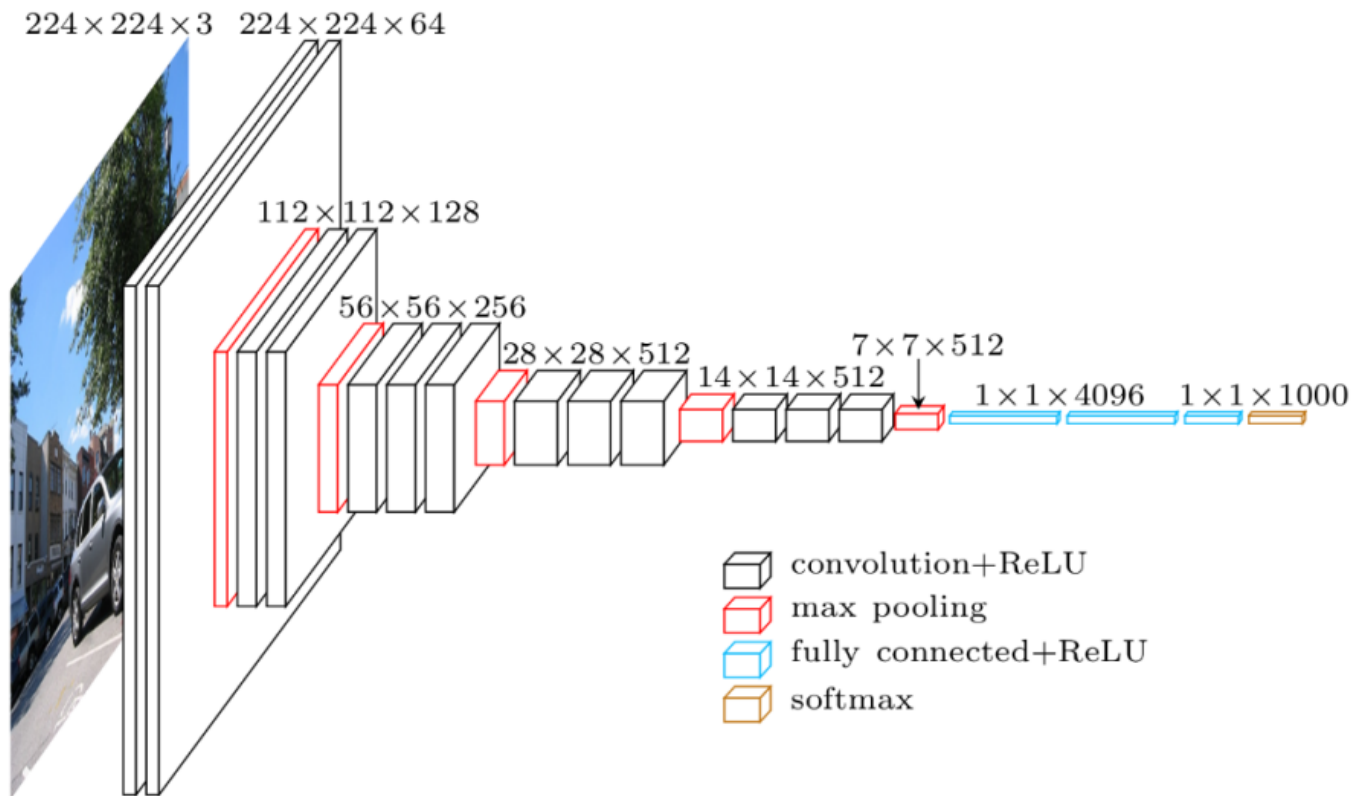 224×224×3
224×224×64
112×112×128
56×56×256
28×28×512
14×14×512
7×7×512
1×1×4096
1×1×1000
convolution+ReLU
max pooling
fully connected+ReLU
softmax